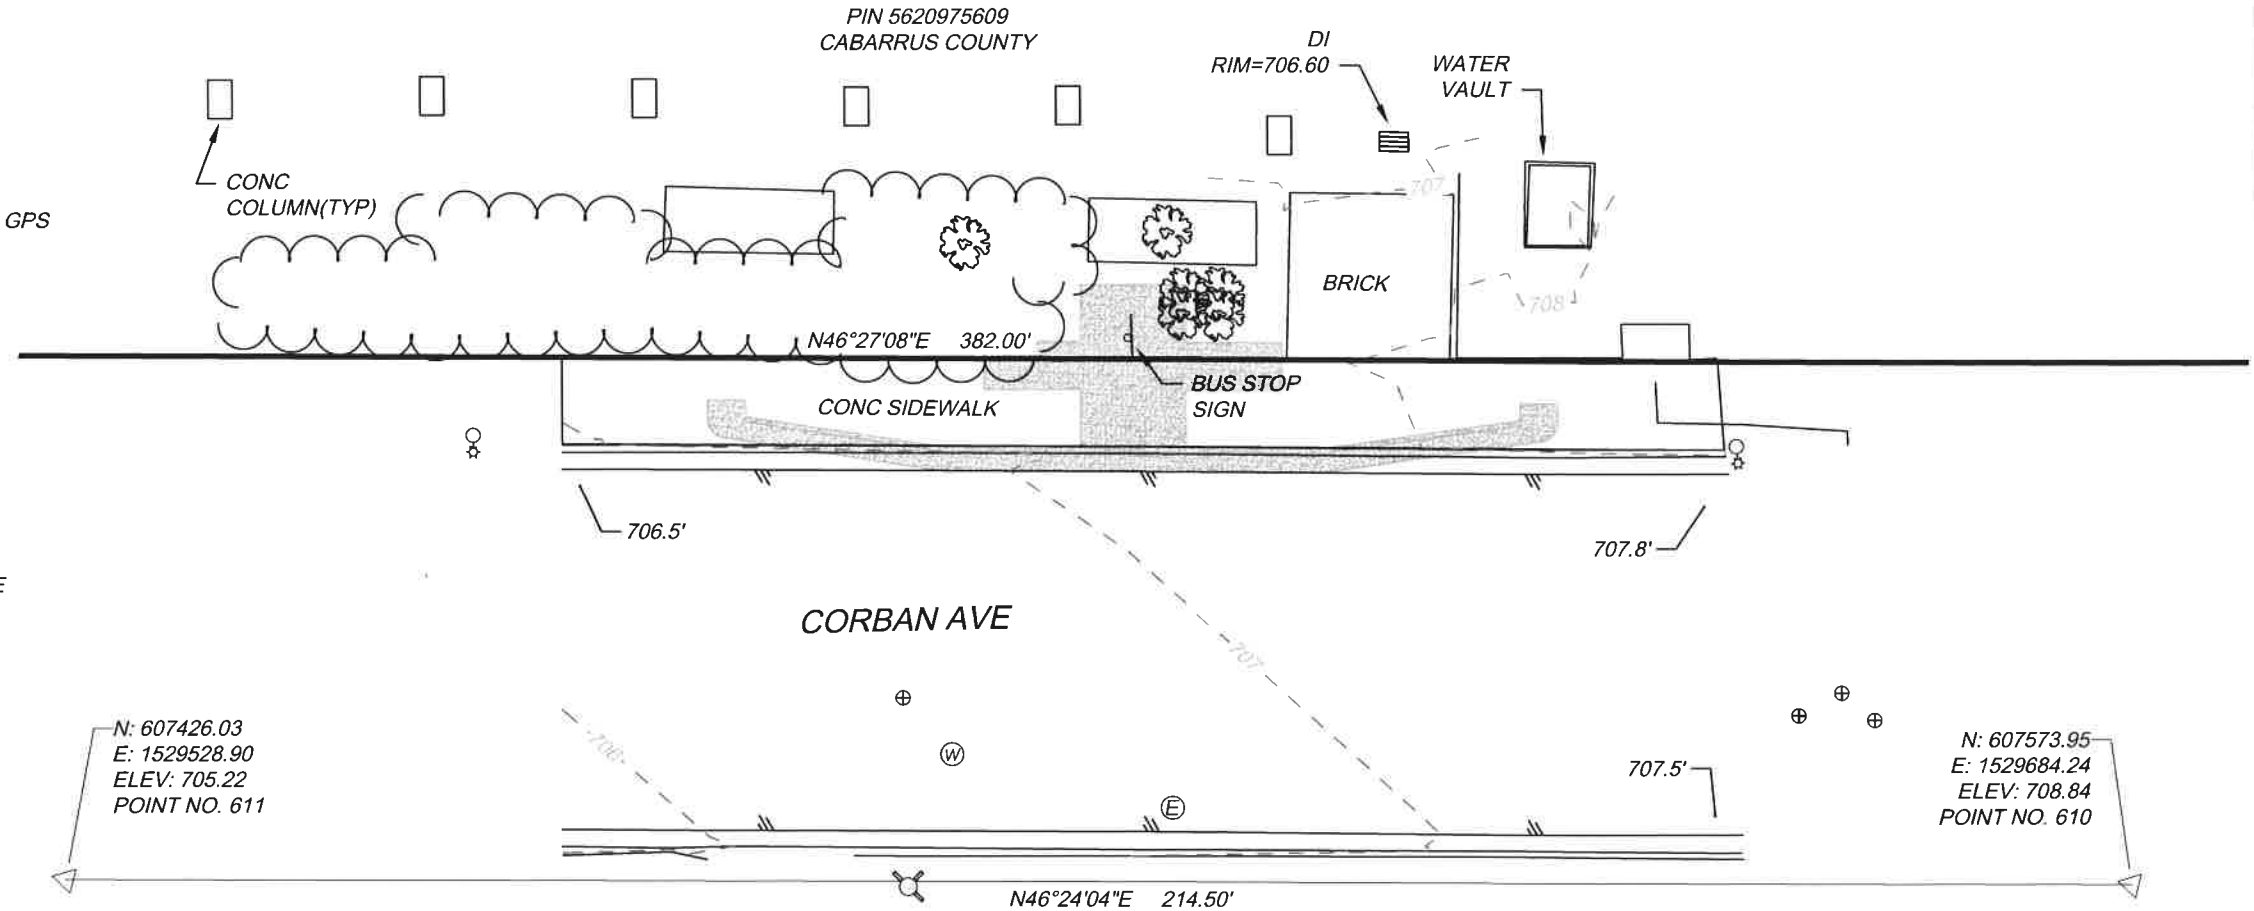 PIN 5620975609
CABARRUS COUNTY
DI
RIM=706.60
WATER
VAULT
CONC
COLUMN(TYP)
GPS
707
BRICK
708
N46°27'08"E 382.00'
BUS STOP
SIGN
CONC SIDEWALK
706.5'
707.8'
E
CORBAN AVE
707
706
W
E
N: 607426.03
E: 1529528.90
ELEV: 705.22
POINT NO. 611
707.5'
N: 607573.95
E: 1529684.24
ELEV: 708.84
POINT NO. 610
N46°24'04"E 214.50'